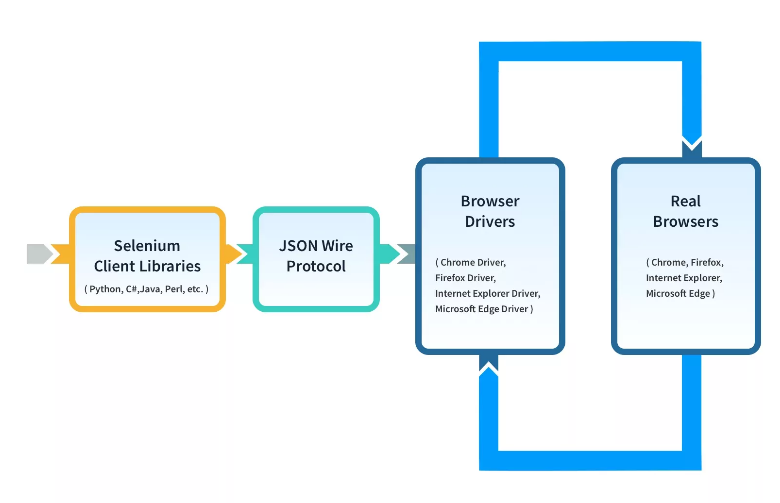 Selenium
Client Libraries
( Python, C#,Java, Perl, etc. )
JSON Wire
Protocol
Browser
Drivers
( Chrome Driver,
Firefox Driver,
Internet Explorer Driver,
Microsoft Edge Driver )
Real
Browsers
( Chrome, Firefox,
Internet Explorer,
Microsoft Edge )